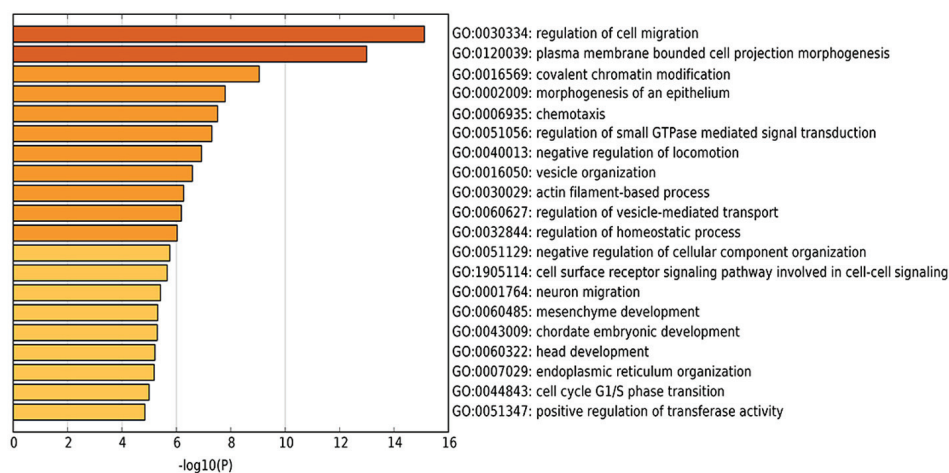 GO:0030334: regulation of cell migration
GO:0120039: plasma membrane bounded cell projection morphogenesis
GO:0016569: covalent chromatin modification
GO:0002009: morphogenesis of an epithelium
GO:0006935: chemotaxis
GO:0051056: regulation of small GTPase mediated signal transduction
GO:0040013: negative regulation of locomotion
GO:0016050: vesicle organization
GO:0030029: actin filament-based process
GO:0060627: regulation of vesicle-mediated transport
GO:0032844: regulation of homeostatic process
GO:0051129: negative regulation of cellular component organization
GO:1905114: cell surface receptor signaling pathway involved in cell-cell signaling
GO:0001764: neuron migration
GO:0060485: mesenchyme development
GO:0043009: chordate embryonic development
GO:0060322: head development
GO:0007029: endoplasmic reticulum organization
GO:0044843: cell cycle G1/S phase transition
GO:0051347: positive regulation of transferase activity
0 2 4 6 8 10 12 14 16
-log10(P)